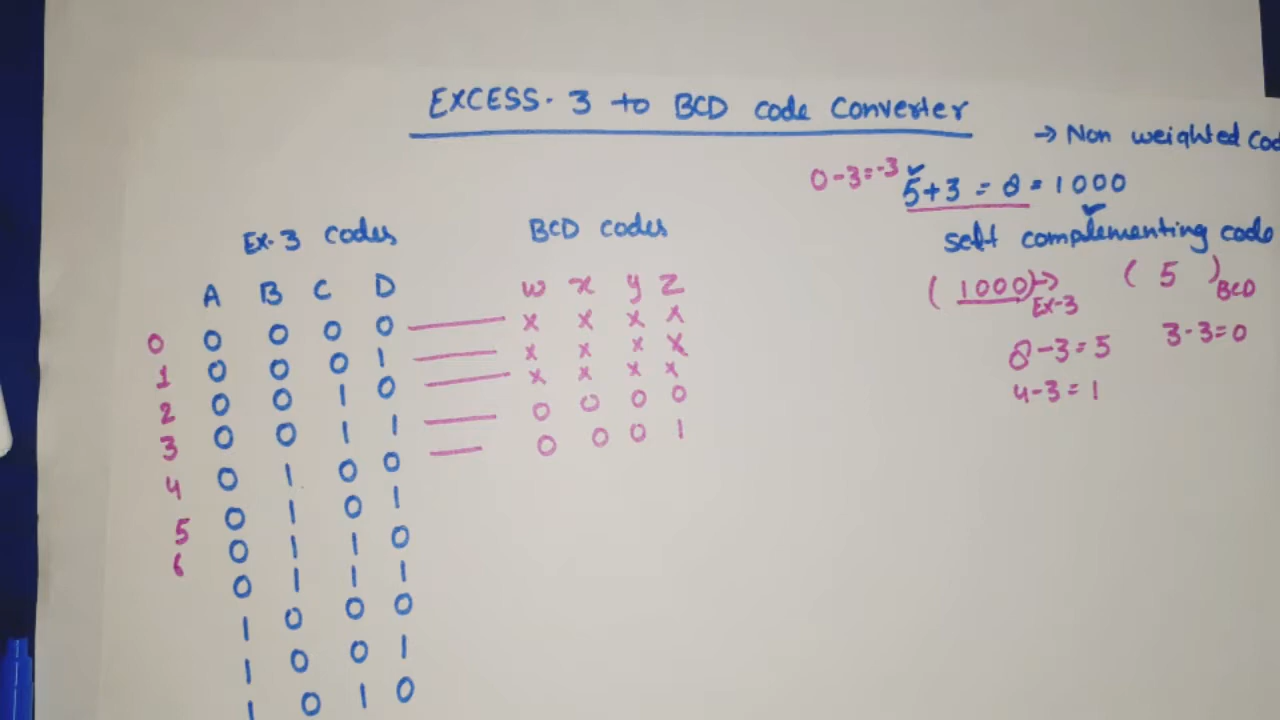 EXCESS-3 to BCD code Converter
→ Non weighted Cod
0-3=-3 5+3 = 8 = 1000
self complementing code
(1000)→Ex-3 (5)BCD
8-3=5 3-3=0
4-3=1
Ex-3 codes BCD codes
A B C D w x y z
0 0 0 0 0 x x x x
1 0 0 0 1 x x x x
2 0 0 1 0 x x x x
3 0 0 1 1 0 0 0 0
4 0 1 0 0 0 0 0 1
5 0 1 0 1
6 0 1 1 0
0 1 1 1
1 0 0 0
1 0 0 1
1 0 1 0